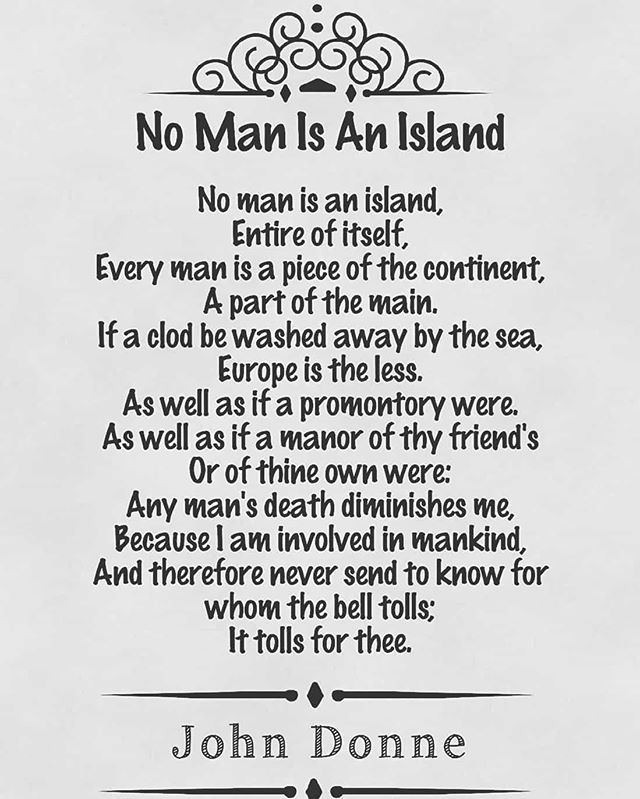 No Man Is An Island
No man is an island,
Entire of itself,
Every man is a piece of the continent,
A part of the main.
If a clod be washed away by the sea,
Europe is the less.
As well as if a promontory were.
As well as if a manor of thy friend's
Or of thine own were:
Any man's death diminishes me,
Because I am involved in mankind,
And therefore never send to know for
whom the bell tolls;
It tolls for thee.
John Donne